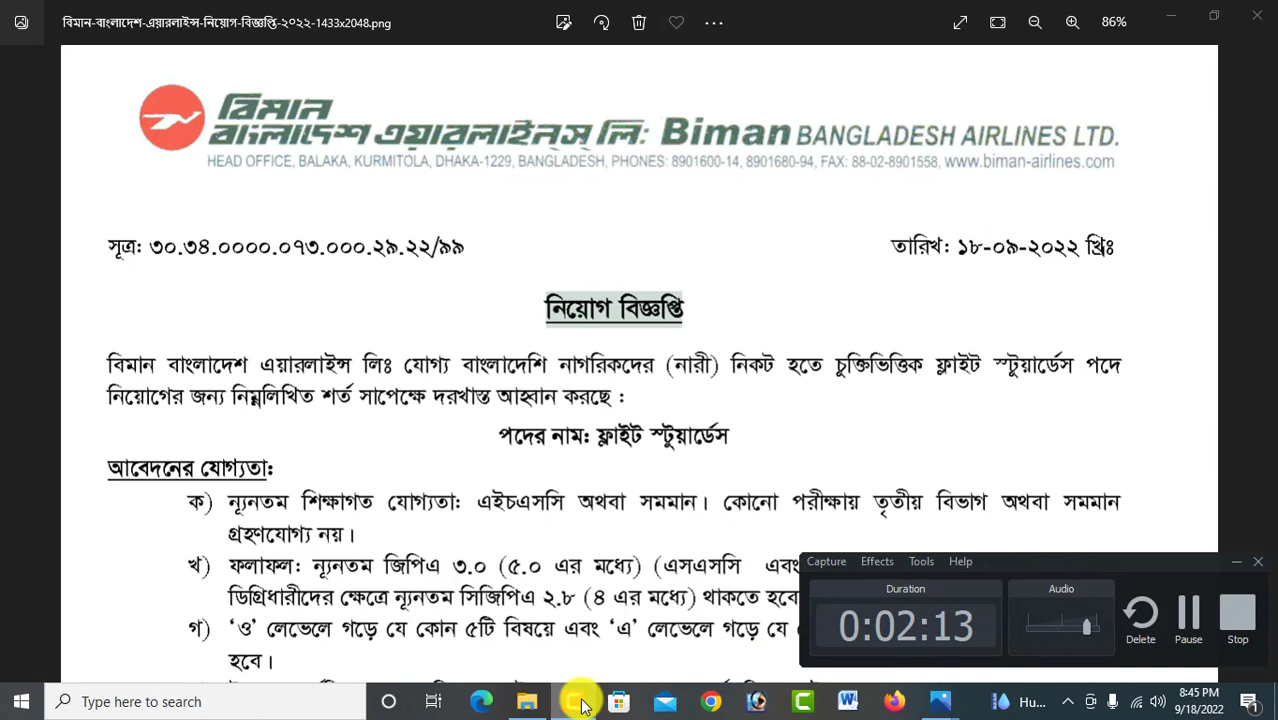 বিমান-বাংলাদেশ-এয়ারলাইন্স-নিয়োগ-বিজ্ঞপ্তি-২০২২-1433x2048.png
86%
বিমান
বাংলাদেশ এয়ারলাইনস্ লি: Biman BANGLADESH AIRLINES LTD.
HEAD OFFICE, BALAKA, KURMITOLA, DHAKA-1229, BANGLADESH, PHONES: 8901600-14, 8901680-94, FAX: 88-02-8901558, www.biman-airlines.com
সূত্র: ৩০.৩৪.০০০০.০৭৩.০০০.২৯.২২/৯৯
তারিখ: ১৮-০৯-২০২২ খ্রিঃ
নিয়োগ বিজ্ঞপ্তি
বিমান বাংলাদেশ এয়ারলাইন্স লিঃ যোগ্য বাংলাদেশি নাগরিকদের (নারী) নিকট হতে চুক্তিভিত্তিক ফ্লাইট স্টুয়ার্ডেস পদে
নিয়োগের জন্য নিম্নলিখিত শর্ত সাপেক্ষে দরখাস্ত আহ্বান করছে :
পদের নাম: ফ্লাইট স্টুয়ার্ডেস
আবেদনের যোগ্যতা:
ক) ন্যূনতম শিক্ষাগত যোগ্যতা: এইচএসসি অথবা সমমান। কোনো পরীক্ষায় তৃতীয় বিভাগ অথবা সমমান
গ্রহণযোগ্য নয়।
খ) ফলাফল: ন্যূনতম জিপিএ ৩.০ (৫.০ এর মধ্যে) (এসএসসি এবং
ডিগ্রিধারীদের ক্ষেত্রে ন্যূনতম সিজিপিএ ২.৮ (৪ এর মধ্যে) থাকতে হবে
গ) ‘ও’ লেভেলে গড়ে যে কোন ৫টি বিষয়ে এবং ‘এ’ লেভেলে গড়ে যে
হবে।
Capture Effects Tools Help
Duration
0:02:13
Audio
Delete Pause Stop
Type here to search
Hu...
8:45 PM
9/18/2022
1